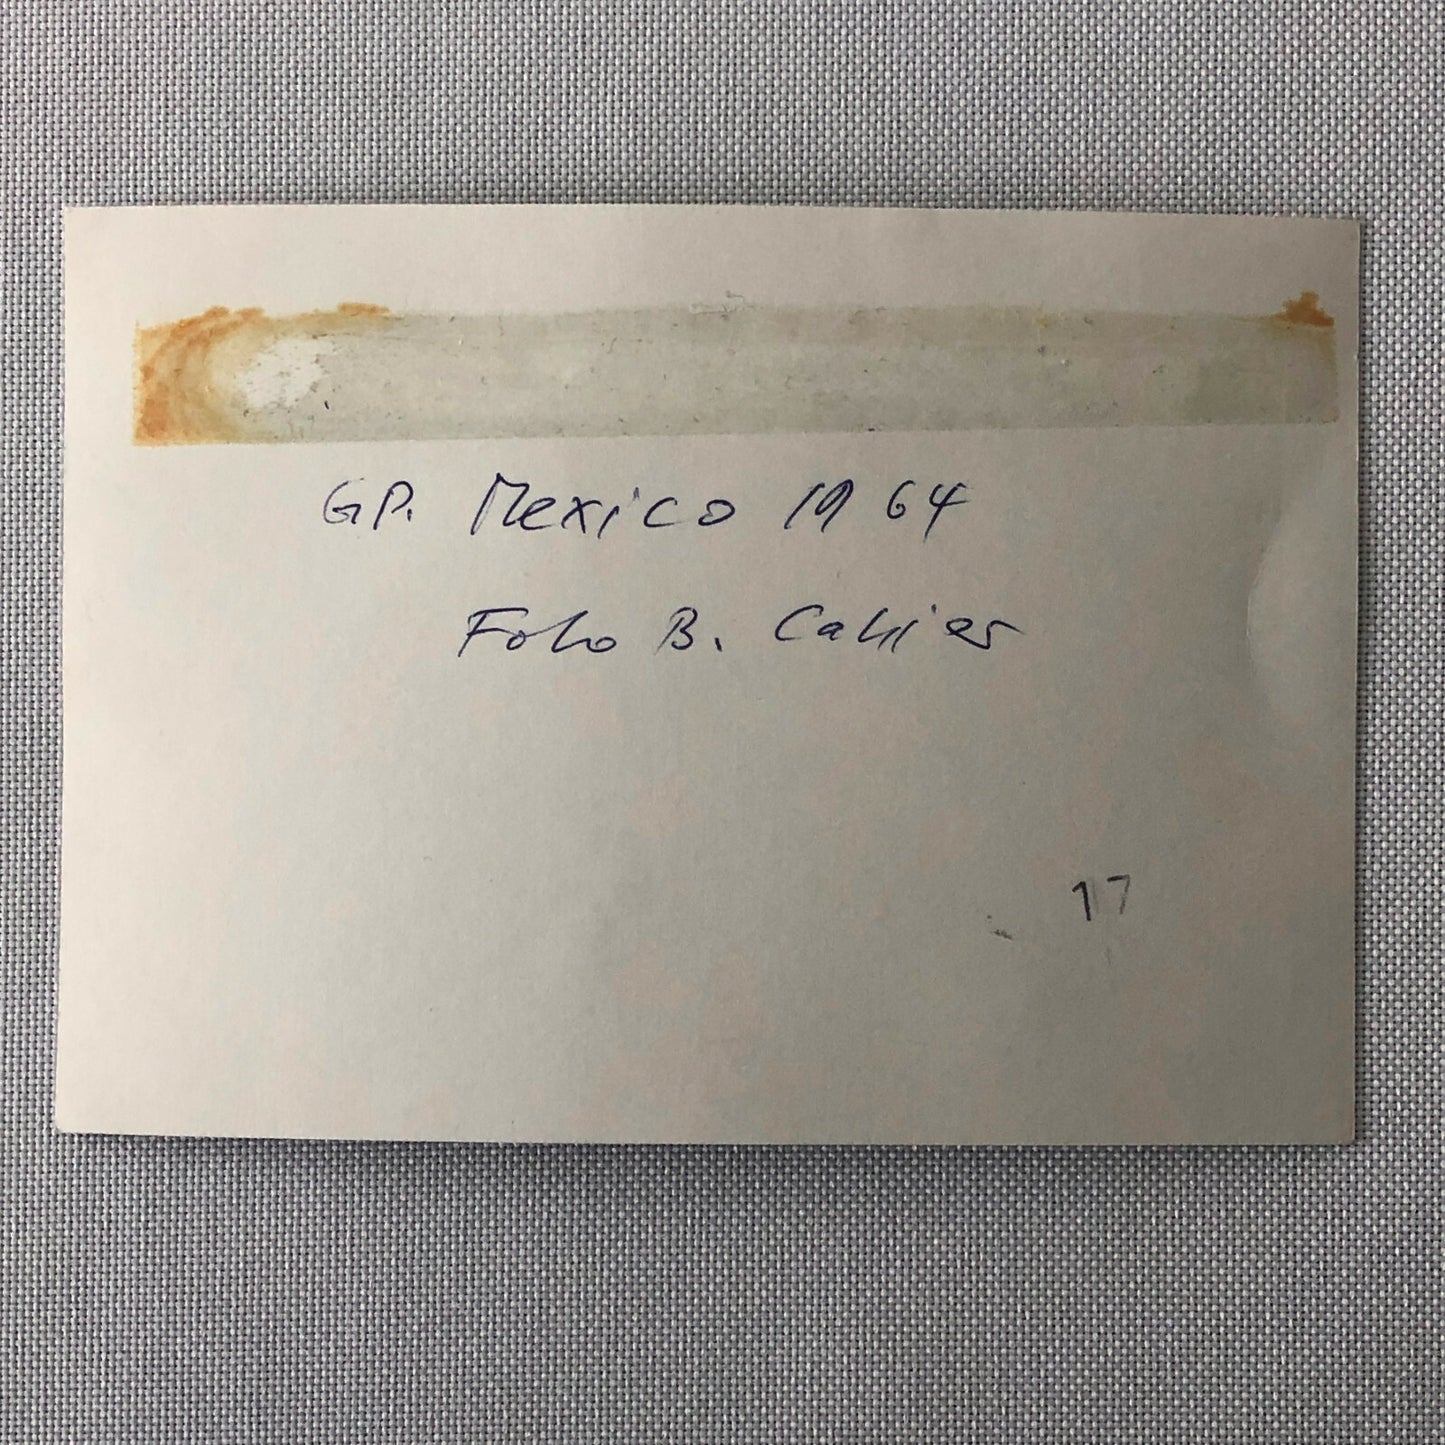 GP. Mexico 1964
Foto B. Cahier
17